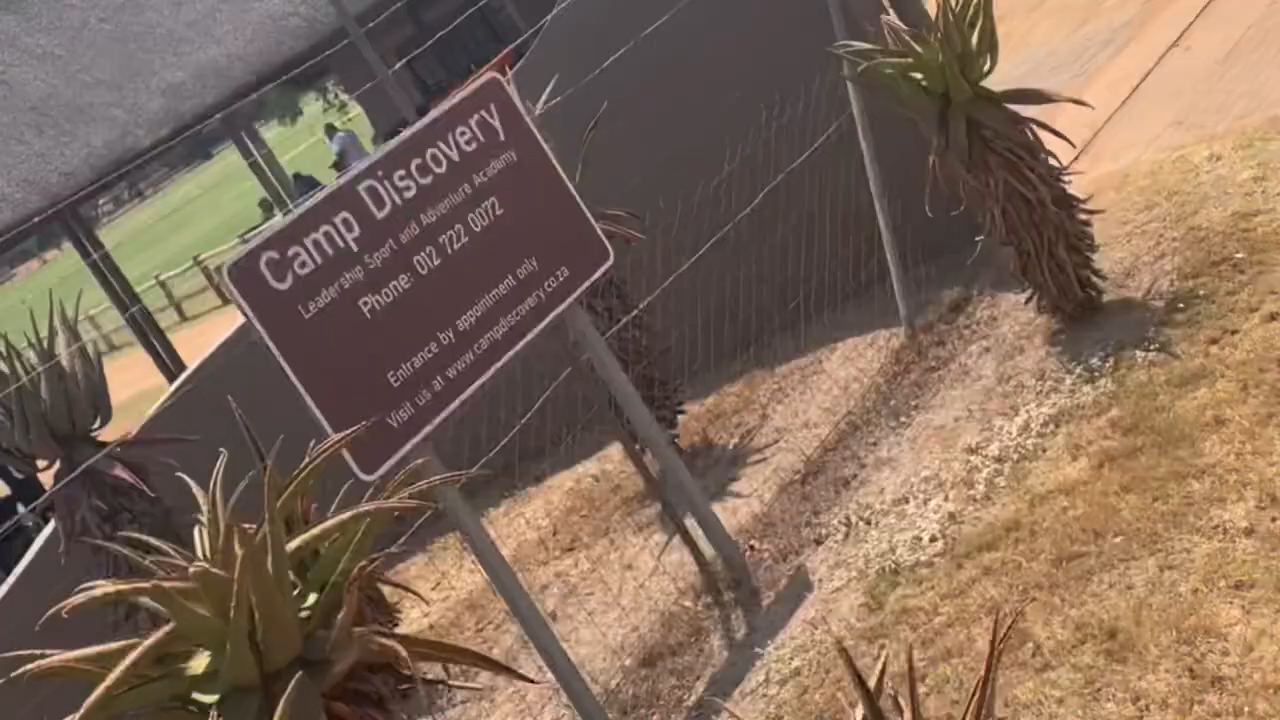 Camp Discovery
Leadership Sport and Adventure Academy
Phone: 012 722 0072
Entrance by appointment only
Visit us at www.campdiscovery.co.za